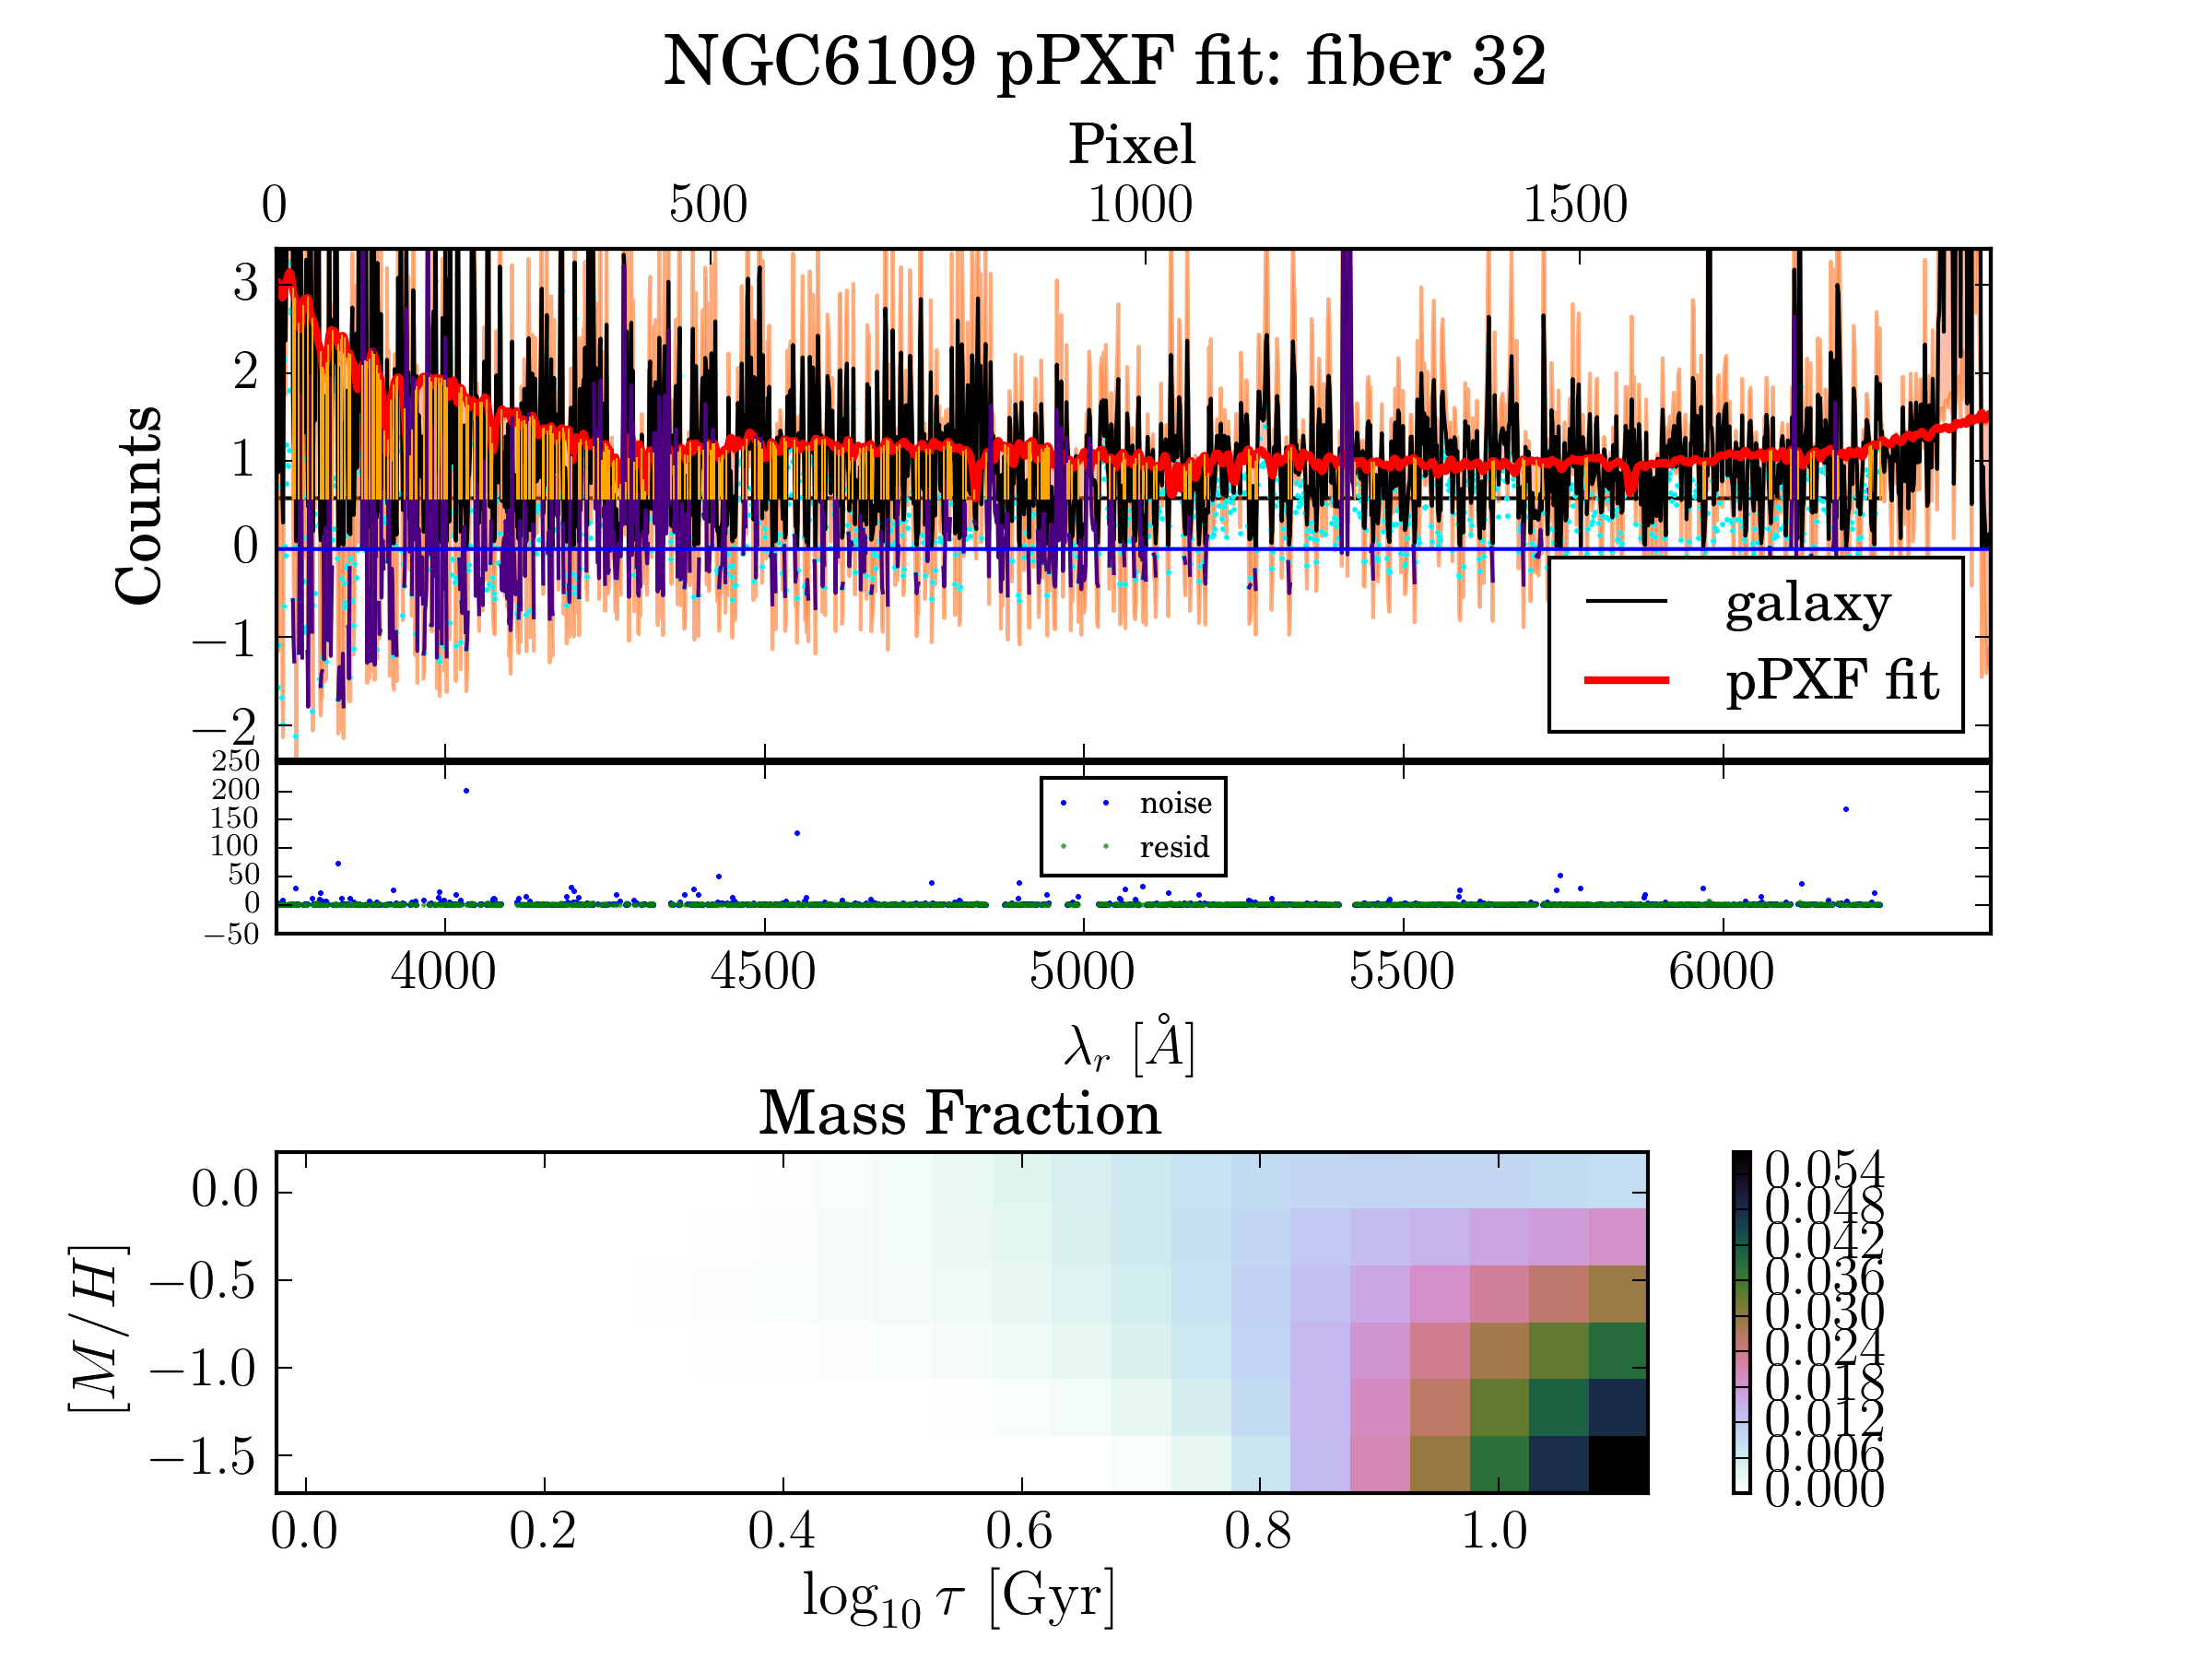 NGC6109 pPXF fit: fiber 32
Pixel
0 500 1000 1500
Counts
3
2
1
0
−1
−2
galaxy
pPXF fit
250
200
150
100
50
0
−50
noise
resid
4000 4500 5000 5500 6000
λr [Å]
Mass Fraction
[M/H]
0.0
−0.5
−1.0
−1.5
0.054
0.048
0.042
0.036
0.030
0.024
0.018
0.012
0.006
0.000
0.0 0.2 0.4 0.6 0.8 1.0
log10 τ [Gyr]